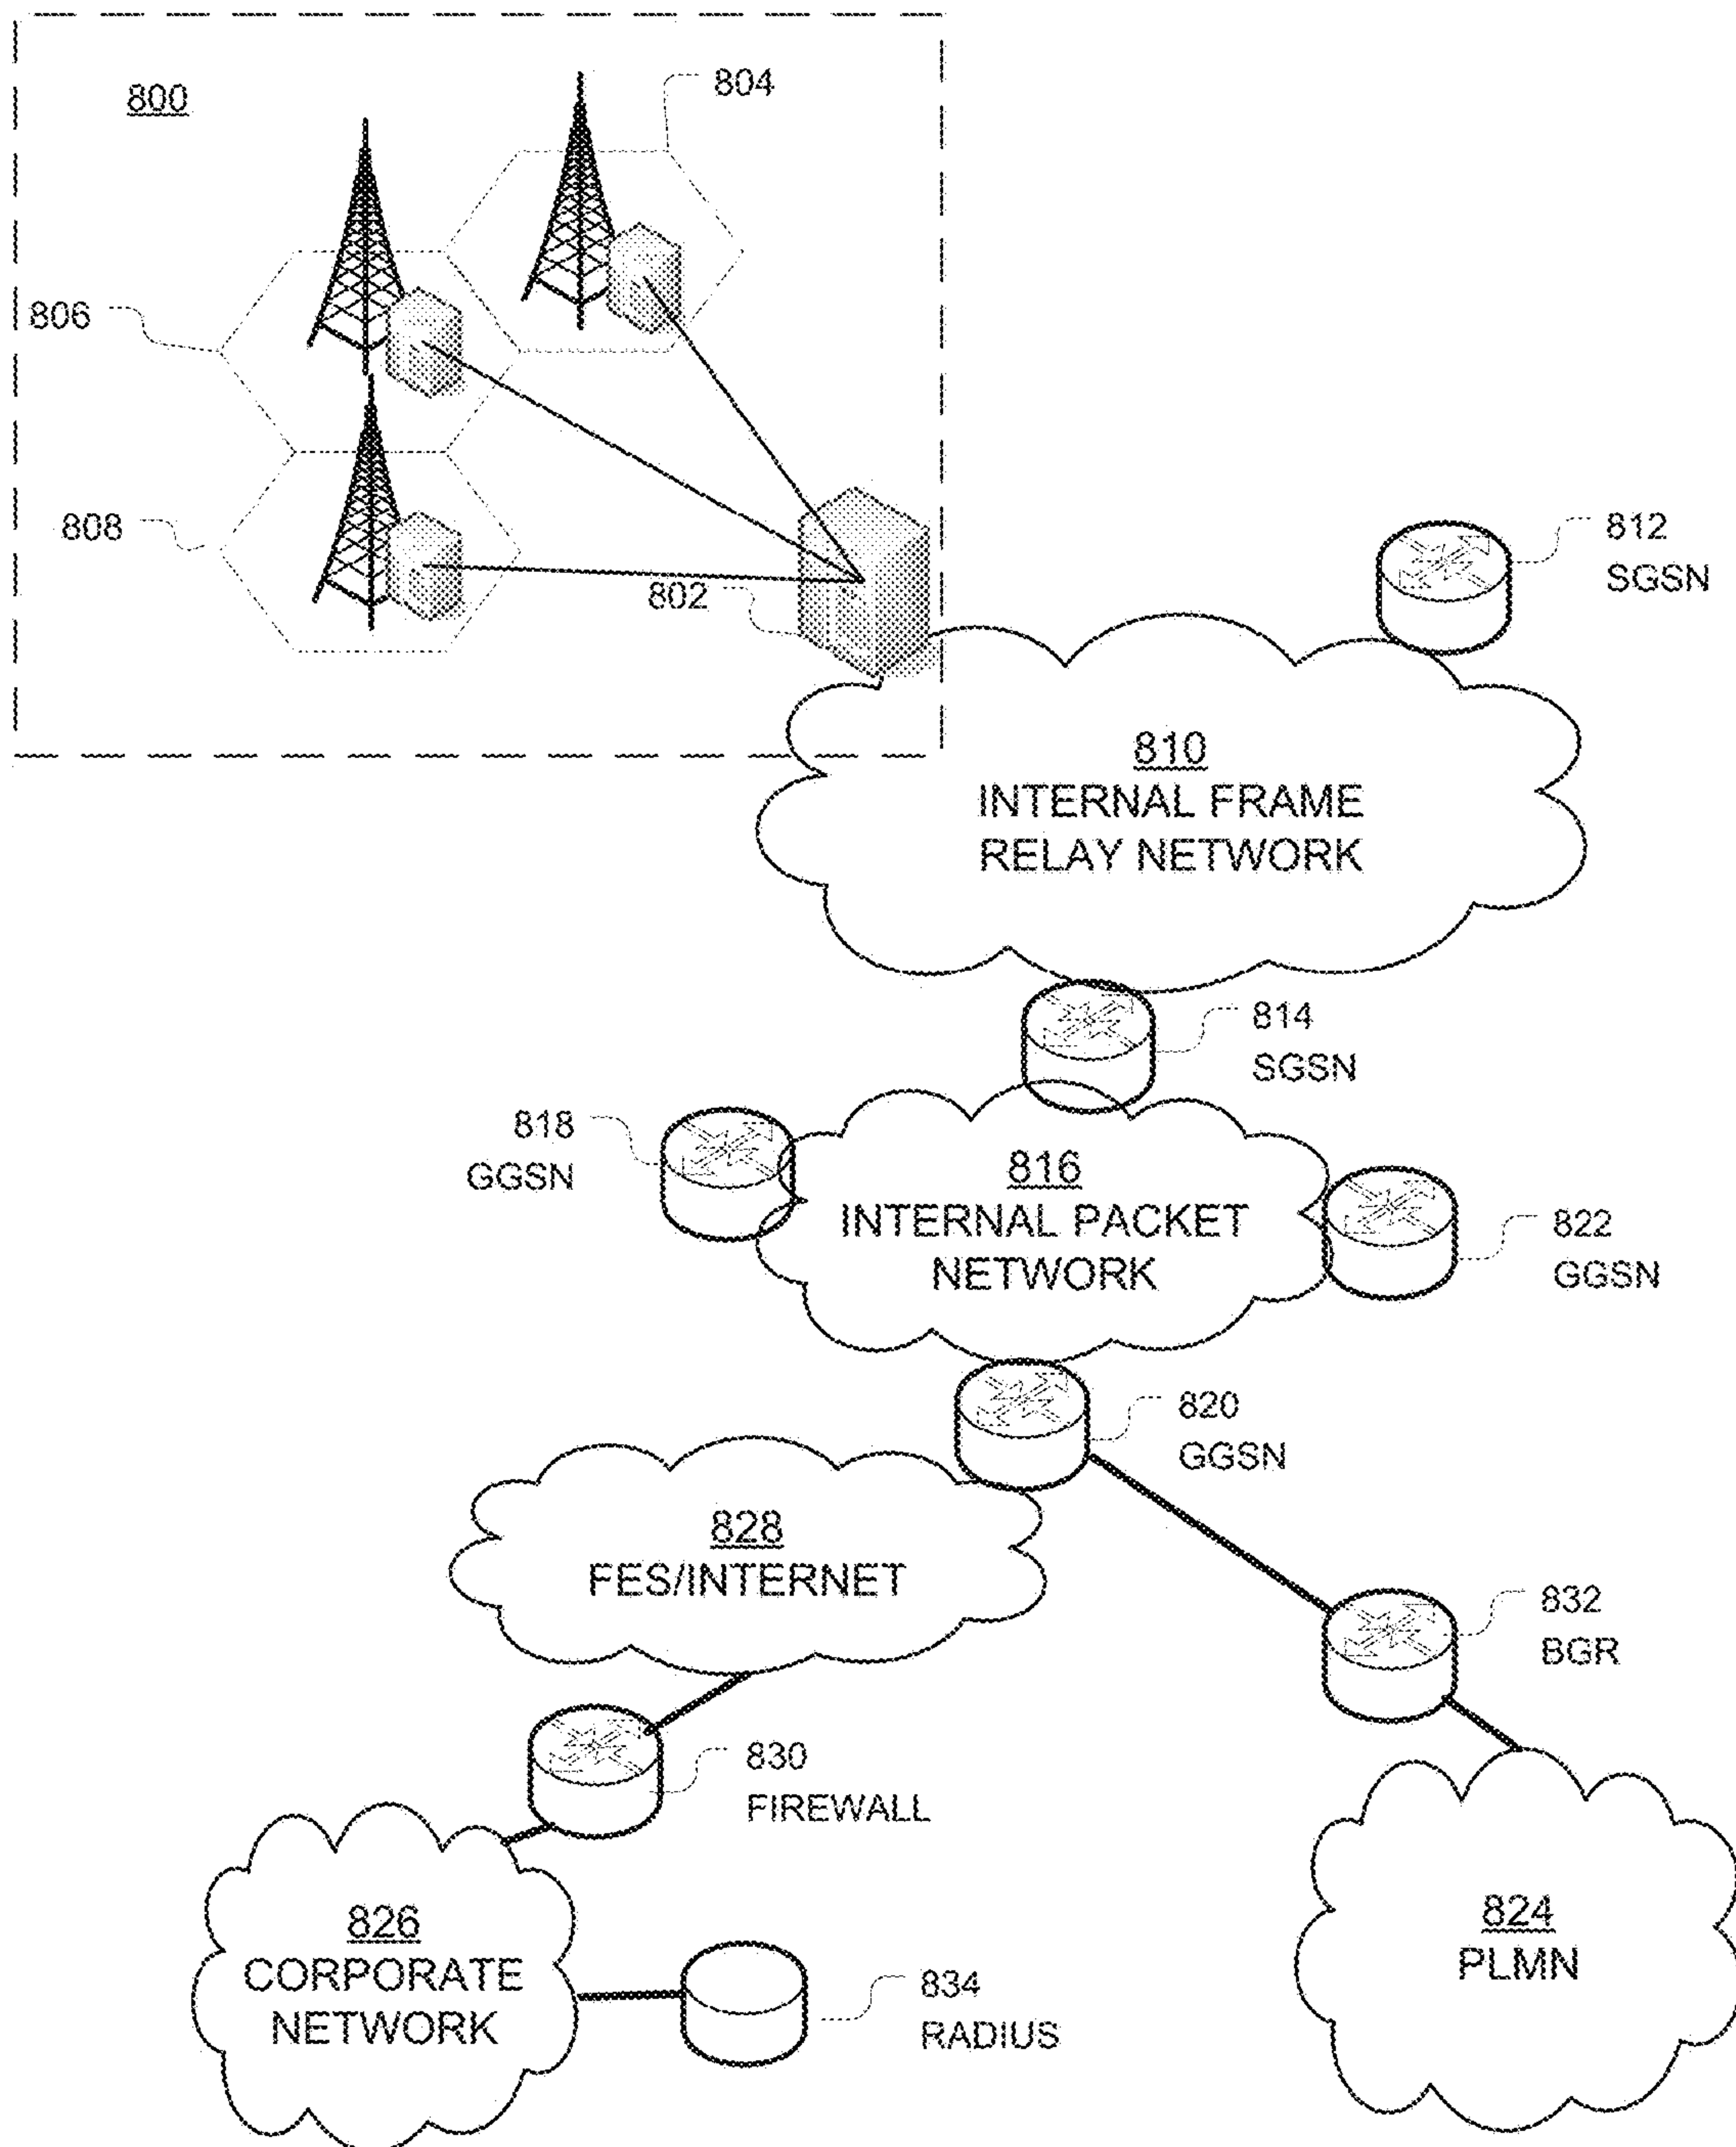 800
804
806
808
802
812
SGSN
810
INTERNAL FRAME
RELAY NETWORK
814
SGSN
818
GGSN
816
INTERNAL PACKET
NETWORK
822
GGSN
820
GGSN
828
FES/INTERNET
832
BGR
830
FIREWALL
826
CORPORATE
NETWORK
834
RADIUS
824
PLMN